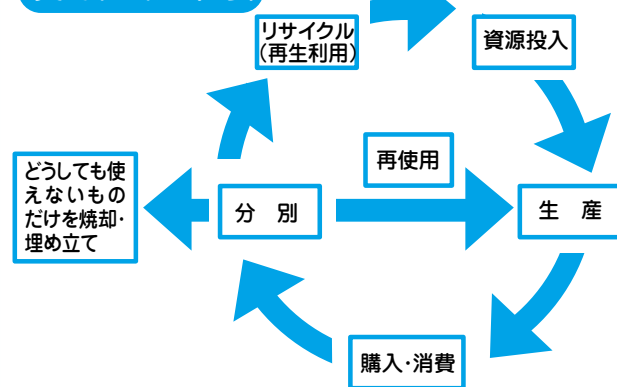 リサイクル
(再生利用)
資源投入
再使用
どうしても使
えないもの
だけを焼却・
埋め立て
分 別
生 産
購入・消費